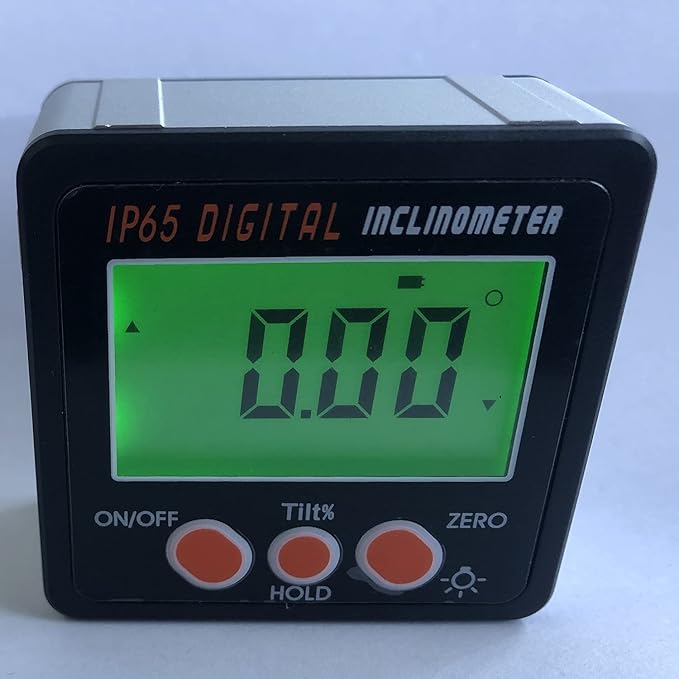 IP65 DIGITAL INCLINOMETER
0.00
ON/OFF Tilt% ZERO
HOLD